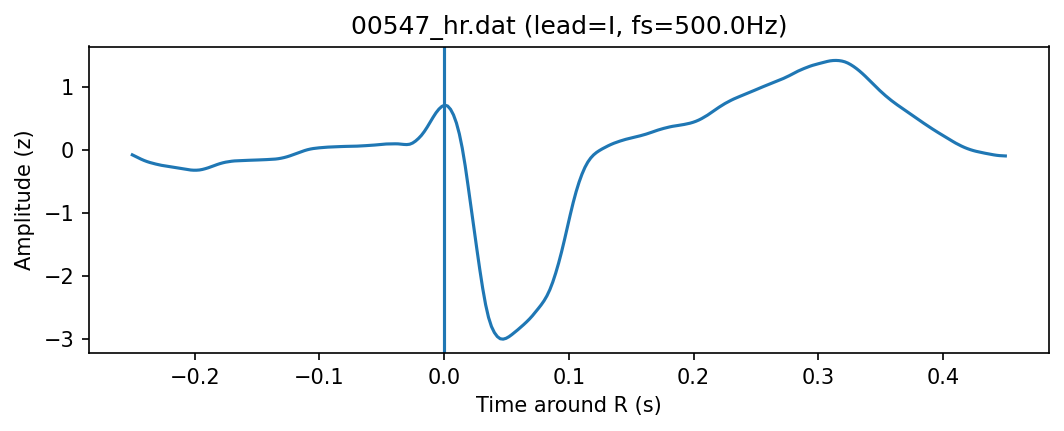 00547_hr.dat (lead=I, fs=500.0Hz)
Amplitude (z)
1
0
−1
−2
−3
−0.2 −0.1 0.0 0.1 0.2 0.3 0.4
Time around R (s)